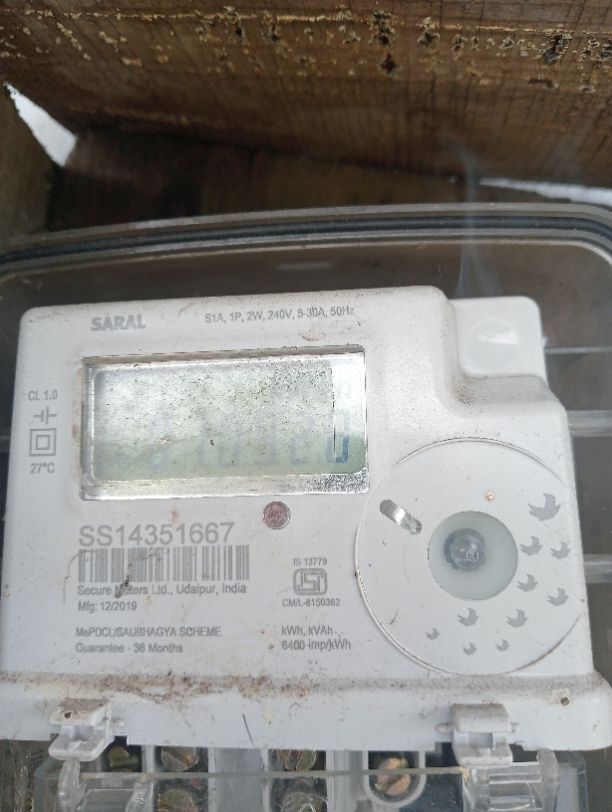 SARAL
S1A, 1P, 2W, 240V, 5-30A, 50Hz
Cl. 1.0
27°C
SS14351667
Secure Meters Ltd., Udaipur, India
Mfg: 12/2019
MePDCL/SAUBHAGYA SCHEME
Guarantee - 36 Months
IS 13779
ISI
CM/L-8150362
kWh, kVAh
6400 imp/kWh